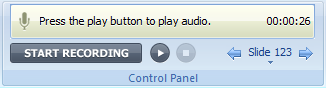 Press the play button to play audio. 00:00:26
START RECORDING Slide 123
Control Panel